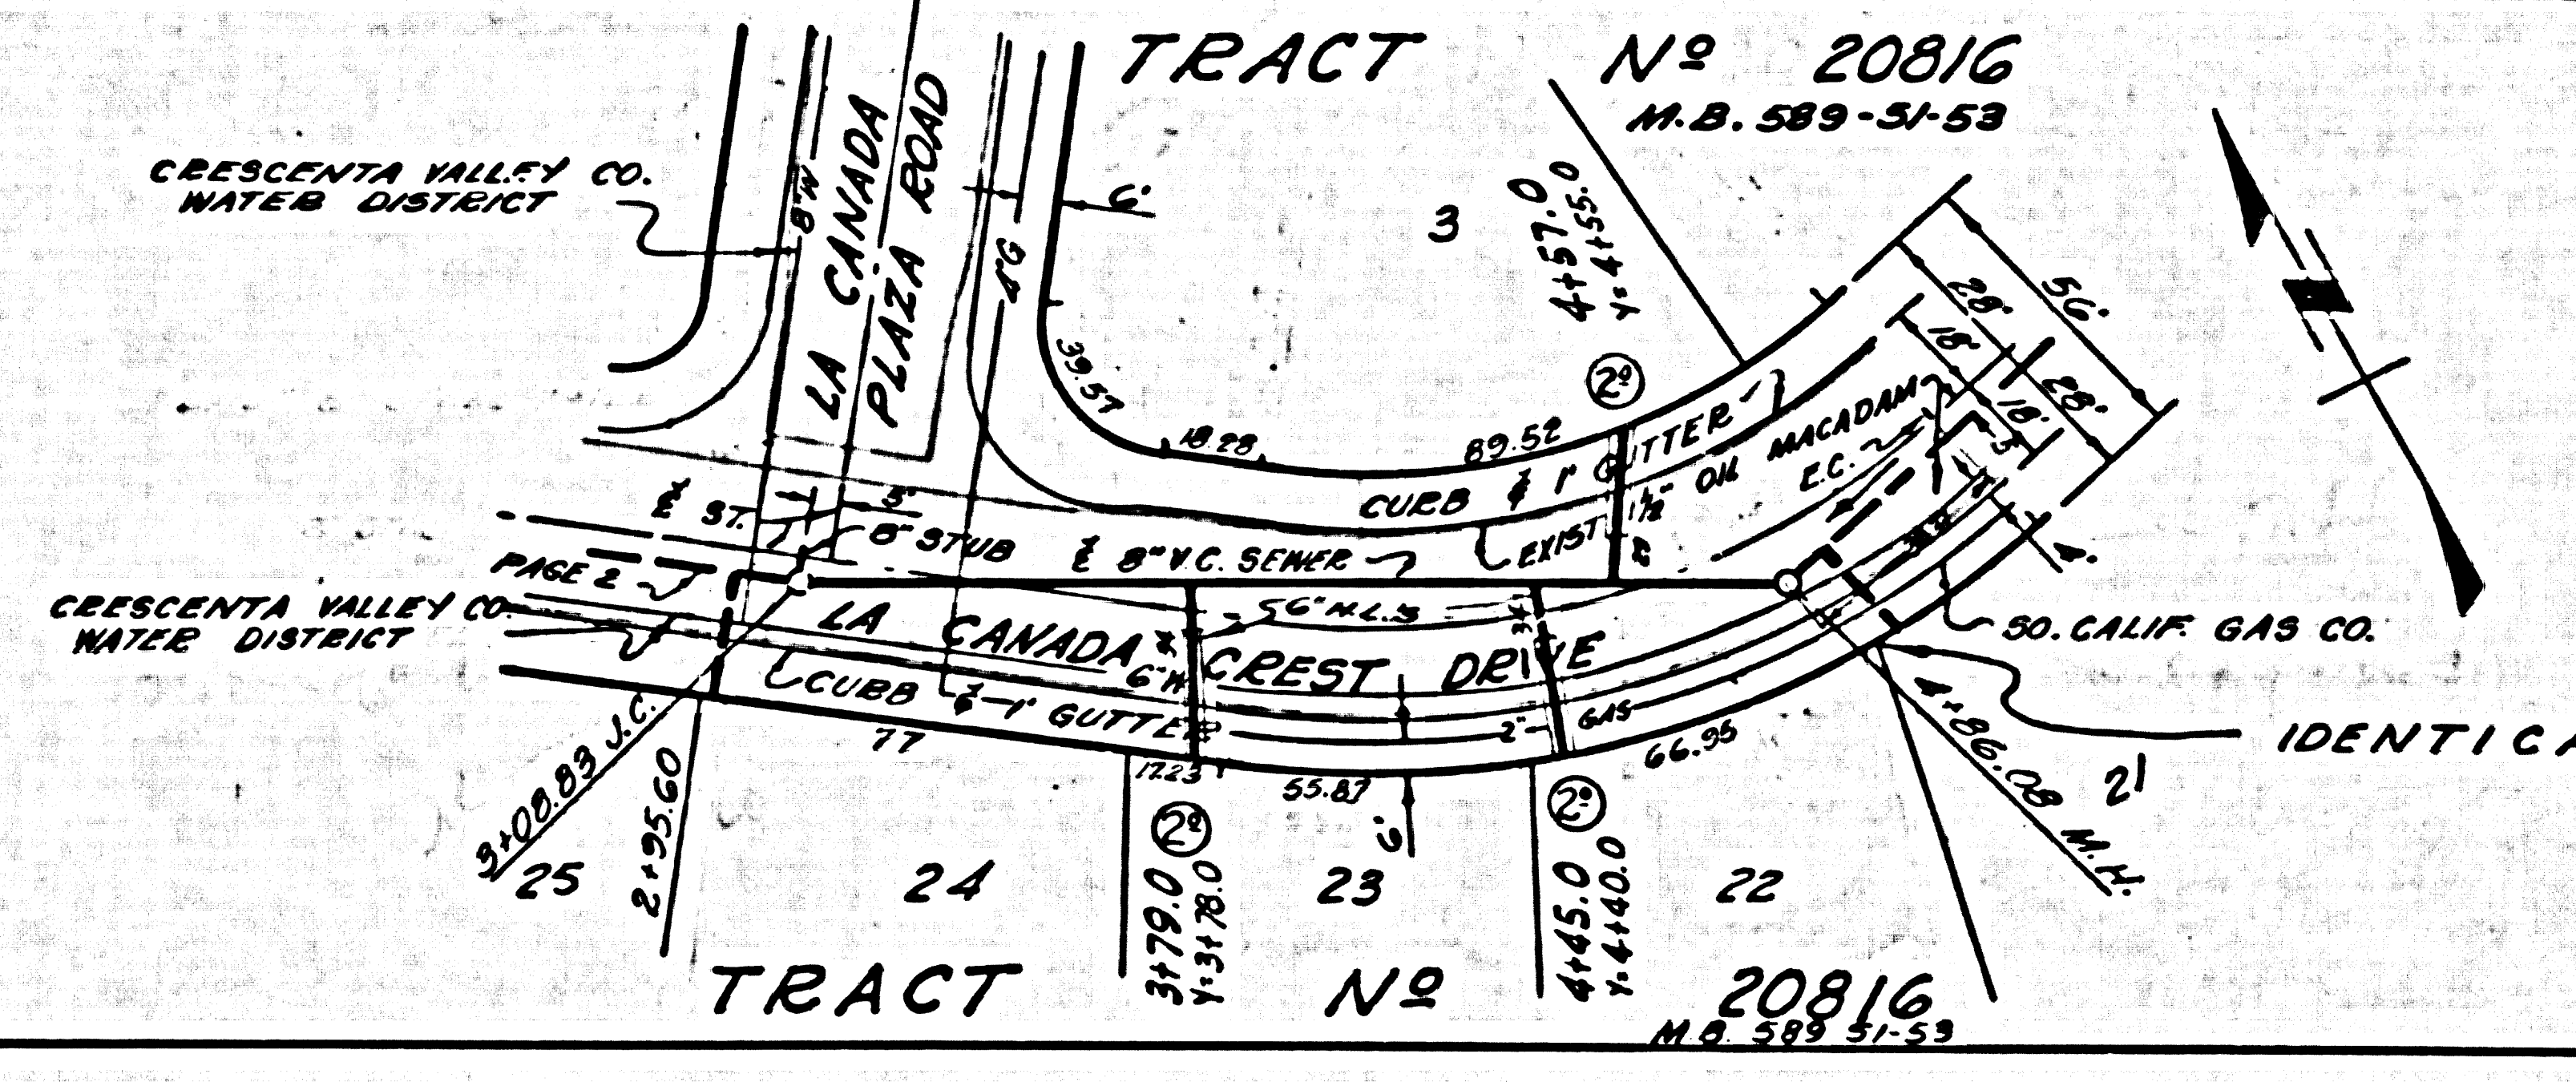 TRACT Nº 20816
M.B. 589-51-53
CRESCENTA VALLEY CO.
WATER DISTRICT
8"W
LA CANADA
PLAZA ROAD
4"G
6'
3
4+57.0
Y=4+55.0
56'
28'
28'
18'
18'
5'
39.57
18.28
89.52
2º
CURB & 1' GUTTER
EXIST 1½" OIL MACADAM
E.C.
℄ ST.
5'
8" STUB
℄ 8" V.C. SEWER
PAGE 2
CRESCENTA VALLEY CO.
WATER DISTRICT
LA CANADA CREST DRIVE
6" H.L.'S
6"W
CURB & 1' GUTTER
2" GAS
4'
SO. CALIF. GAS CO.
IDENTICA
77
17.23
55.87
66.95
6'
3+08.83 J.C.
2+95.60
2º
3+79.0
Y=3+78.0
2º
4+45.0
Y=4+40.0
4+86.08 M.H.
25
24
23
22
21
TRACT Nº 20816
M.B. 589 51-53